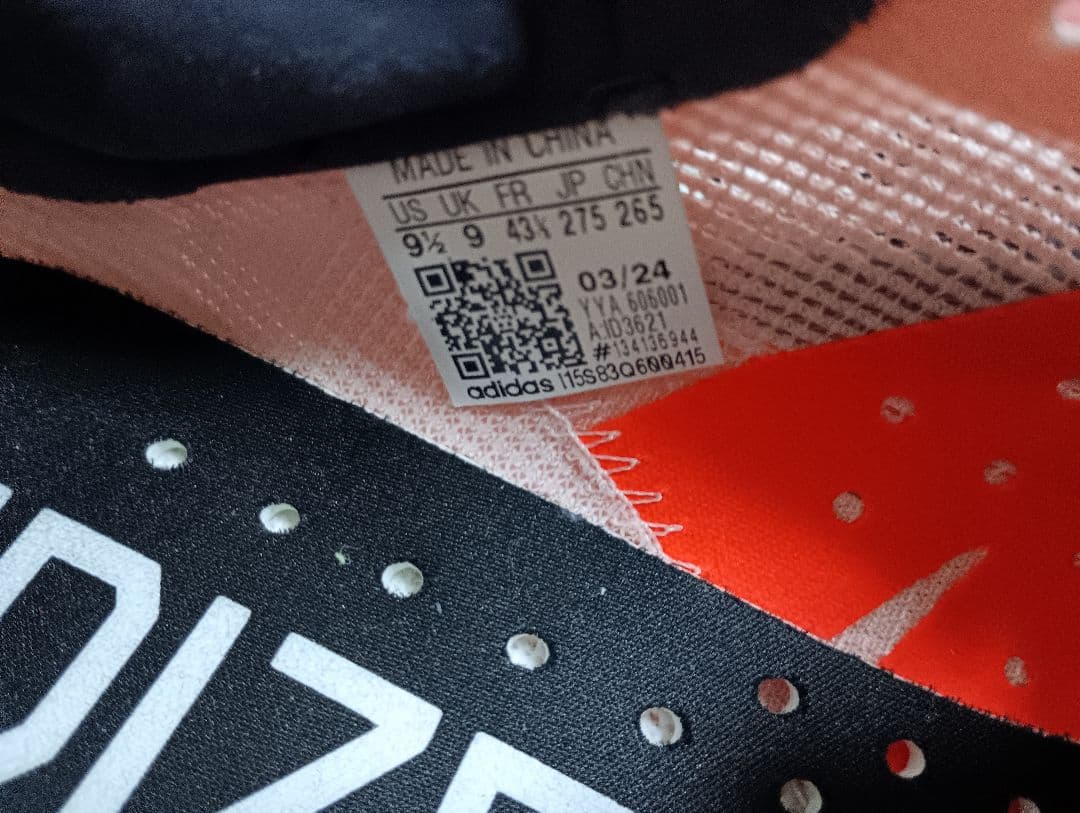 MADE IN CHINA
US UK FR JP CHN
9½ 9 43⅓ 275 265
03/24
YYA 606001
A:ID3621
#134136944
adidas 115S83Q600415
DIZE